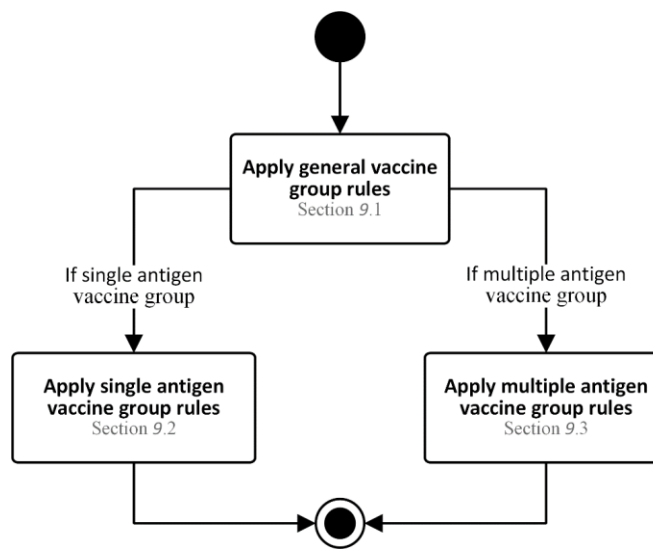 Apply general vaccine
group rules
Section 9.1
If single antigen
vaccine group
If multiple antigen
vaccine group
Apply single antigen
vaccine group rules
Section 9.2
Apply multiple antigen
vaccine group rules
Section 9.3